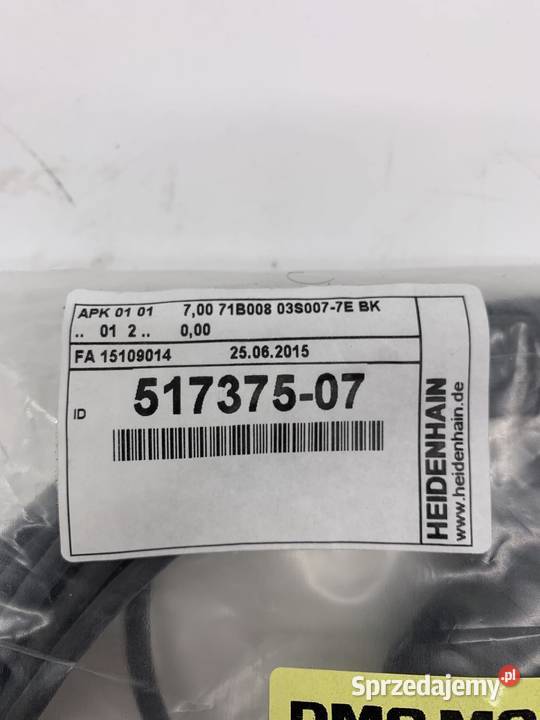 APK 01 01 7,00 71B008 03S007-7E BK
.. 01 2 .. 0,00
FA 15109014 25.06.2015
ID 517375-07
HEIDENHAIN
www.heidenhain.de
Sprzedajemy.pl